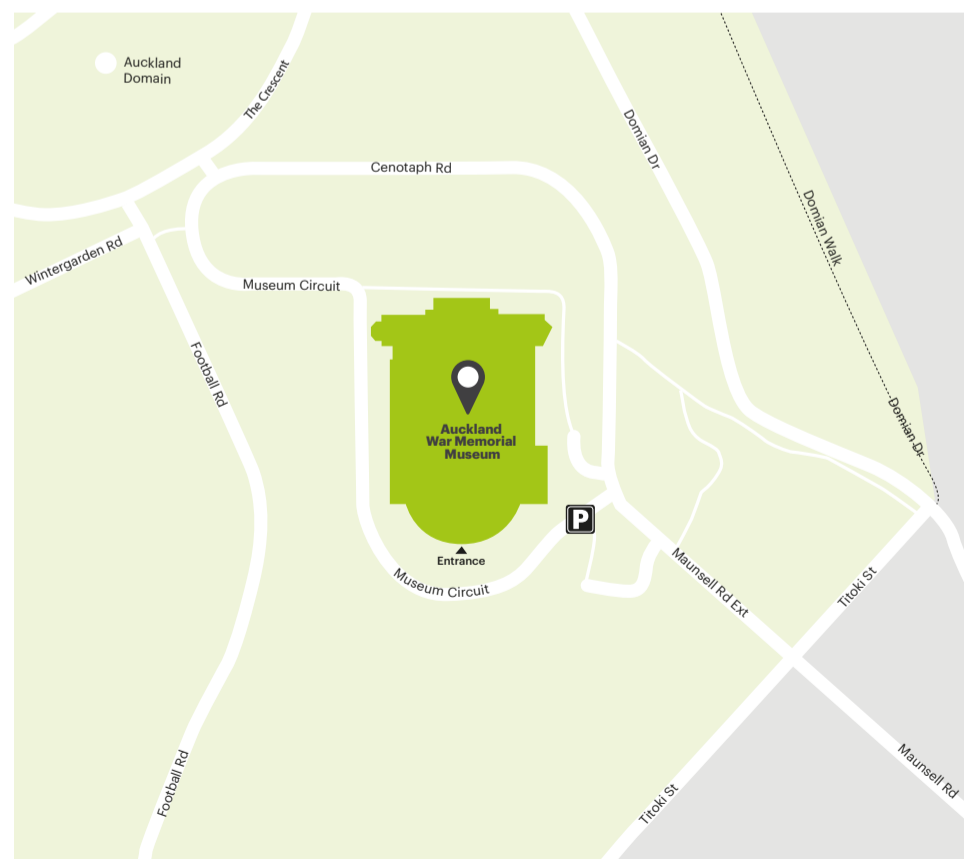 Auckland
Domain
The Crescent
Domian Dr
Cenotaph Rd
Domian Walk
Wintergarden Rd
Museum Circuit
Football Rd
Auckland
War Memorial
Museum
Domian Dr
P
Entrance
Museum Circuit
Maunsell Rd Ext
Titoki St
Football Rd
Titoki St
Maunsell Rd